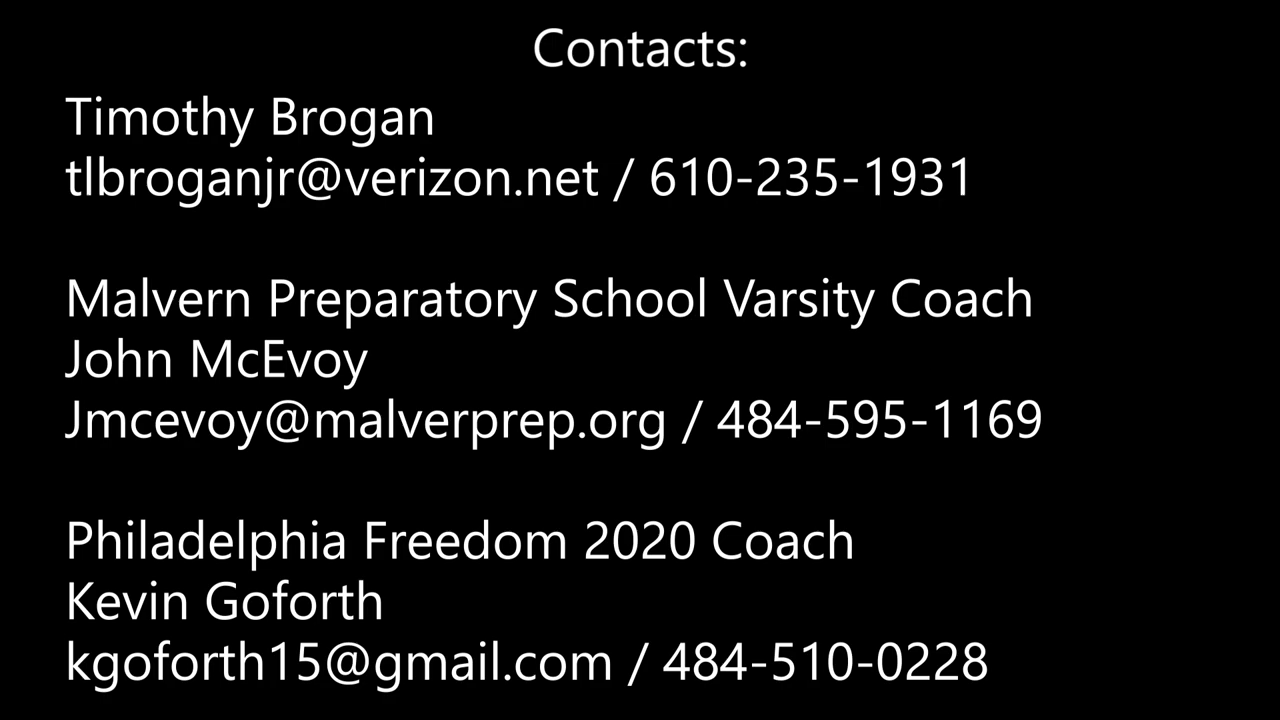 Contacts:
Timothy Brogan
tlbroganjr@verizon.net / 610-235-1931
Malvern Preparatory School Varsity Coach
John McEvoy
Jmcevoy@malverprep.org / 484-595-1169
Philadelphia Freedom 2020 Coach
Kevin Goforth
kgoforth15@gmail.com / 484-510-0228